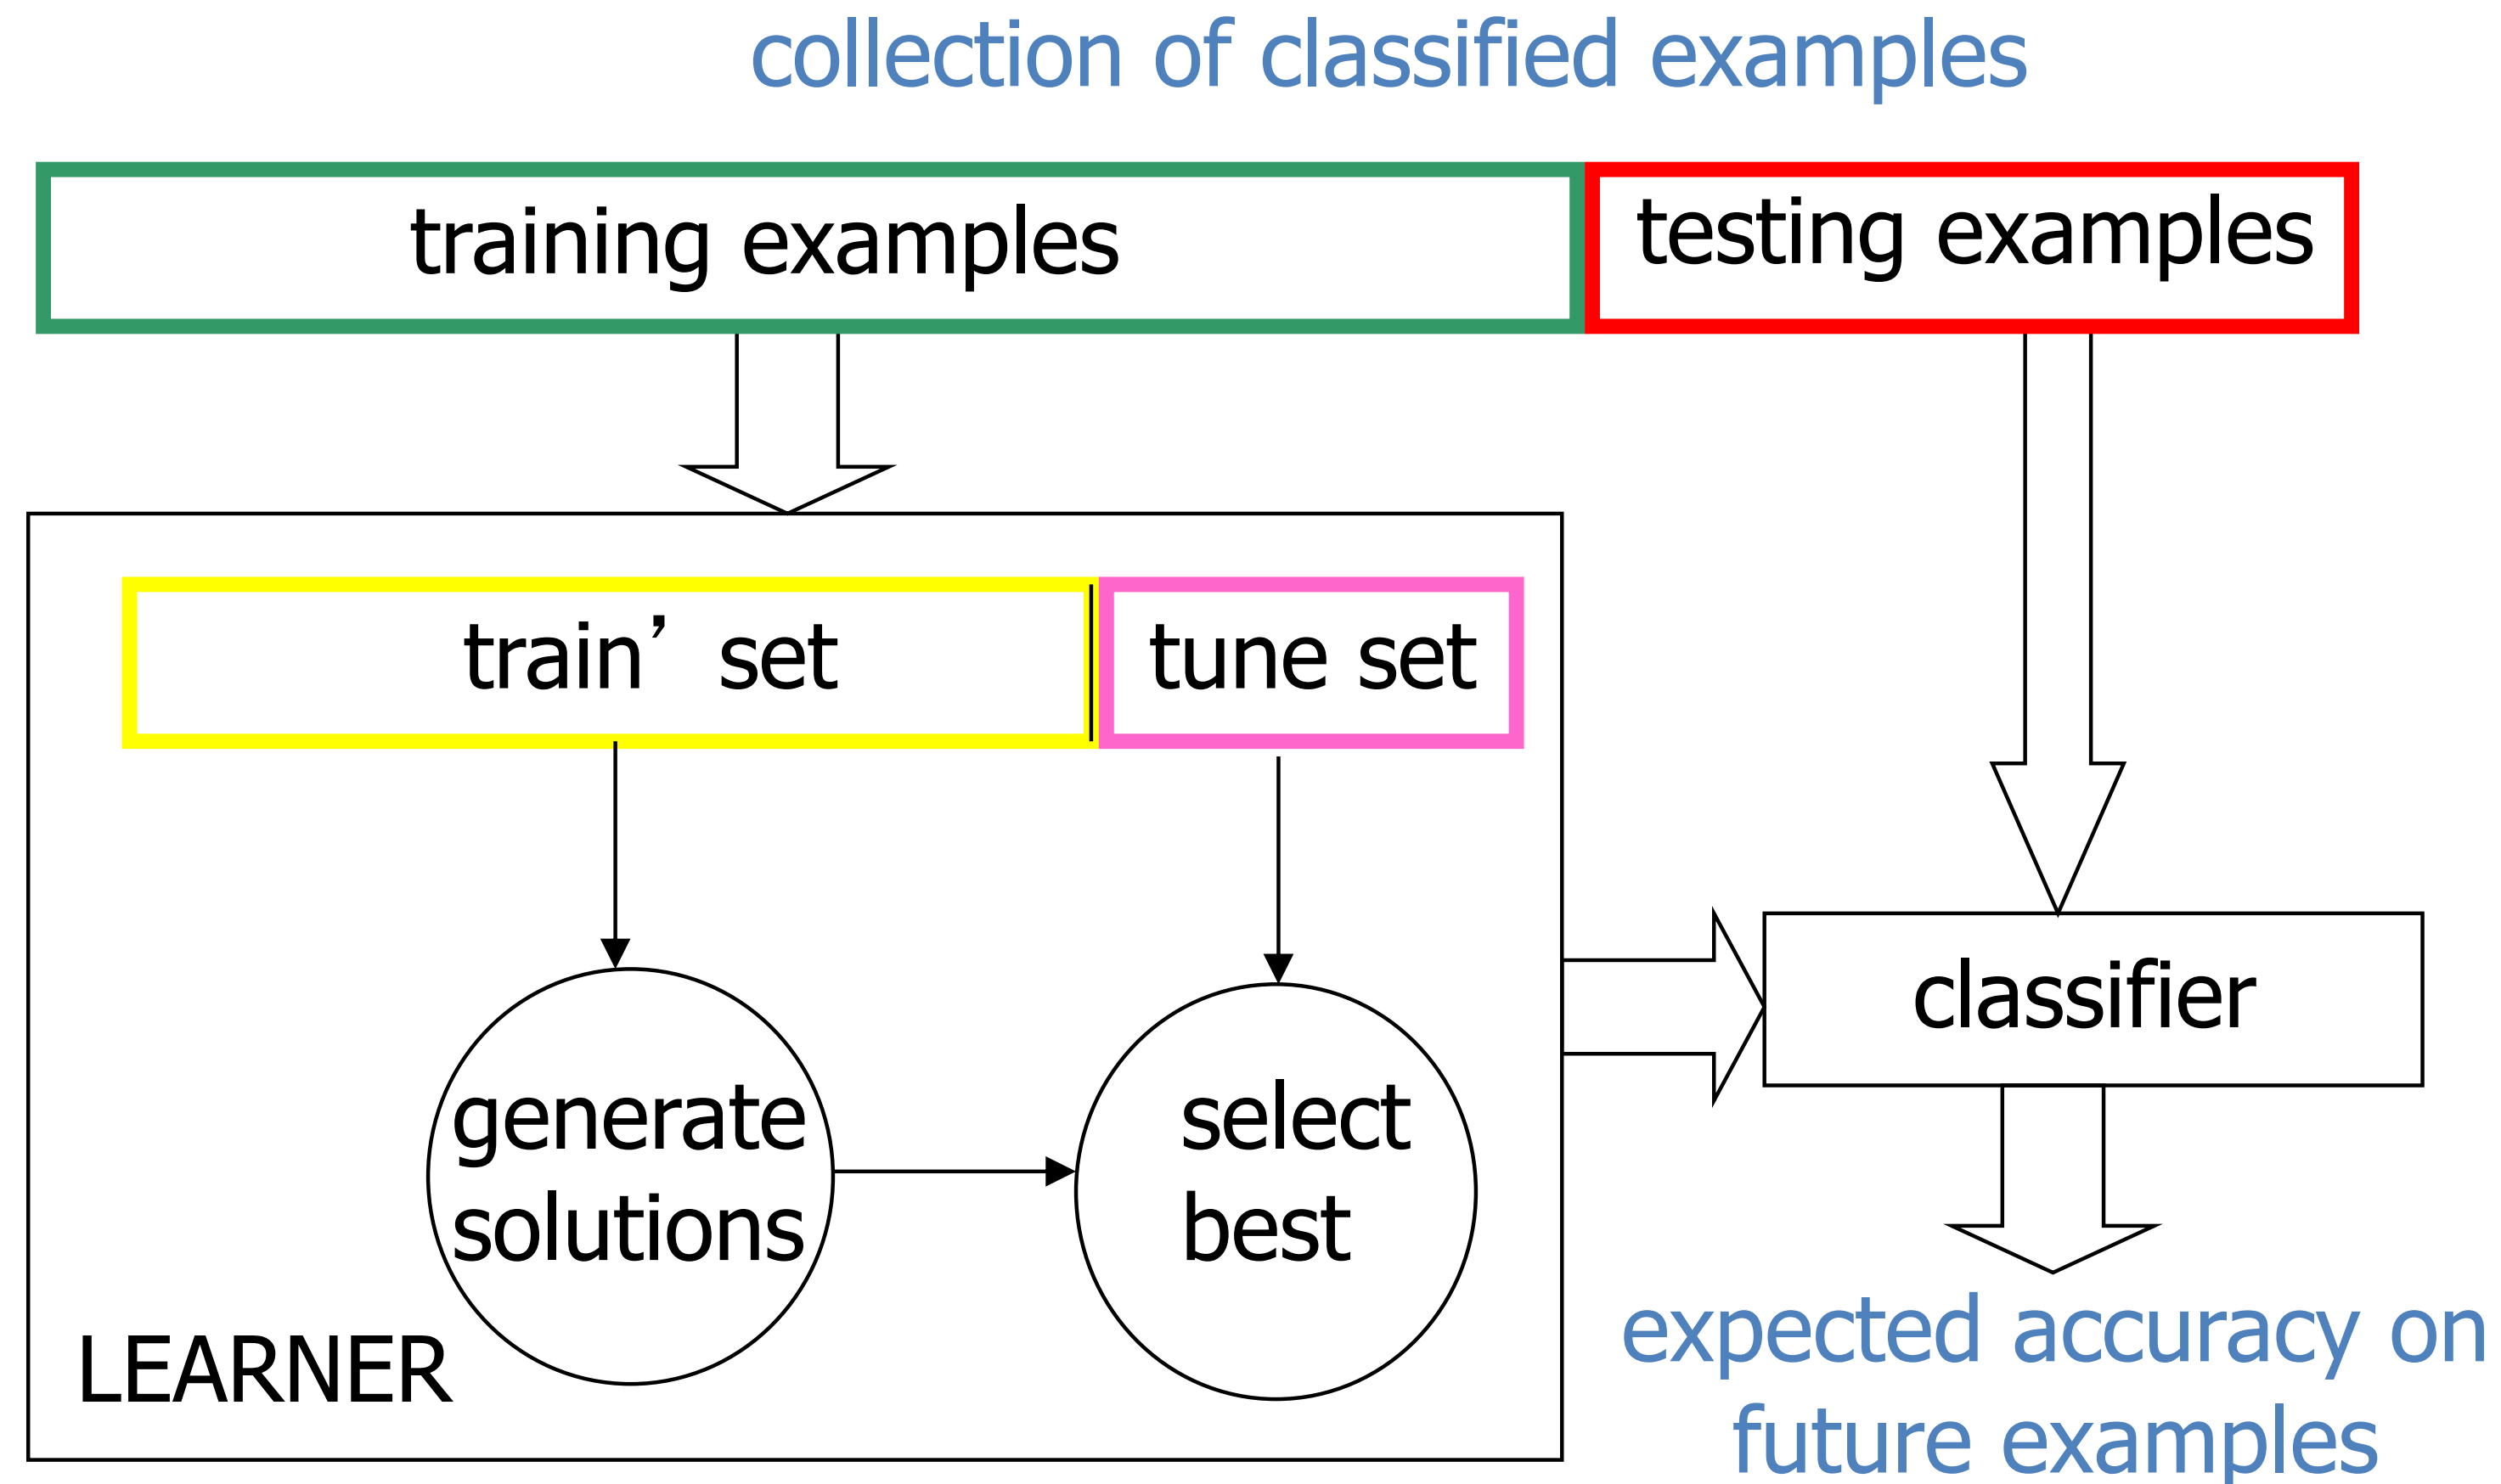 collection of classified examples
training examples
testing examples
train’ set
tune set
classifier
generate
solutions
select
best
LEARNER
expected accuracy on
future examples